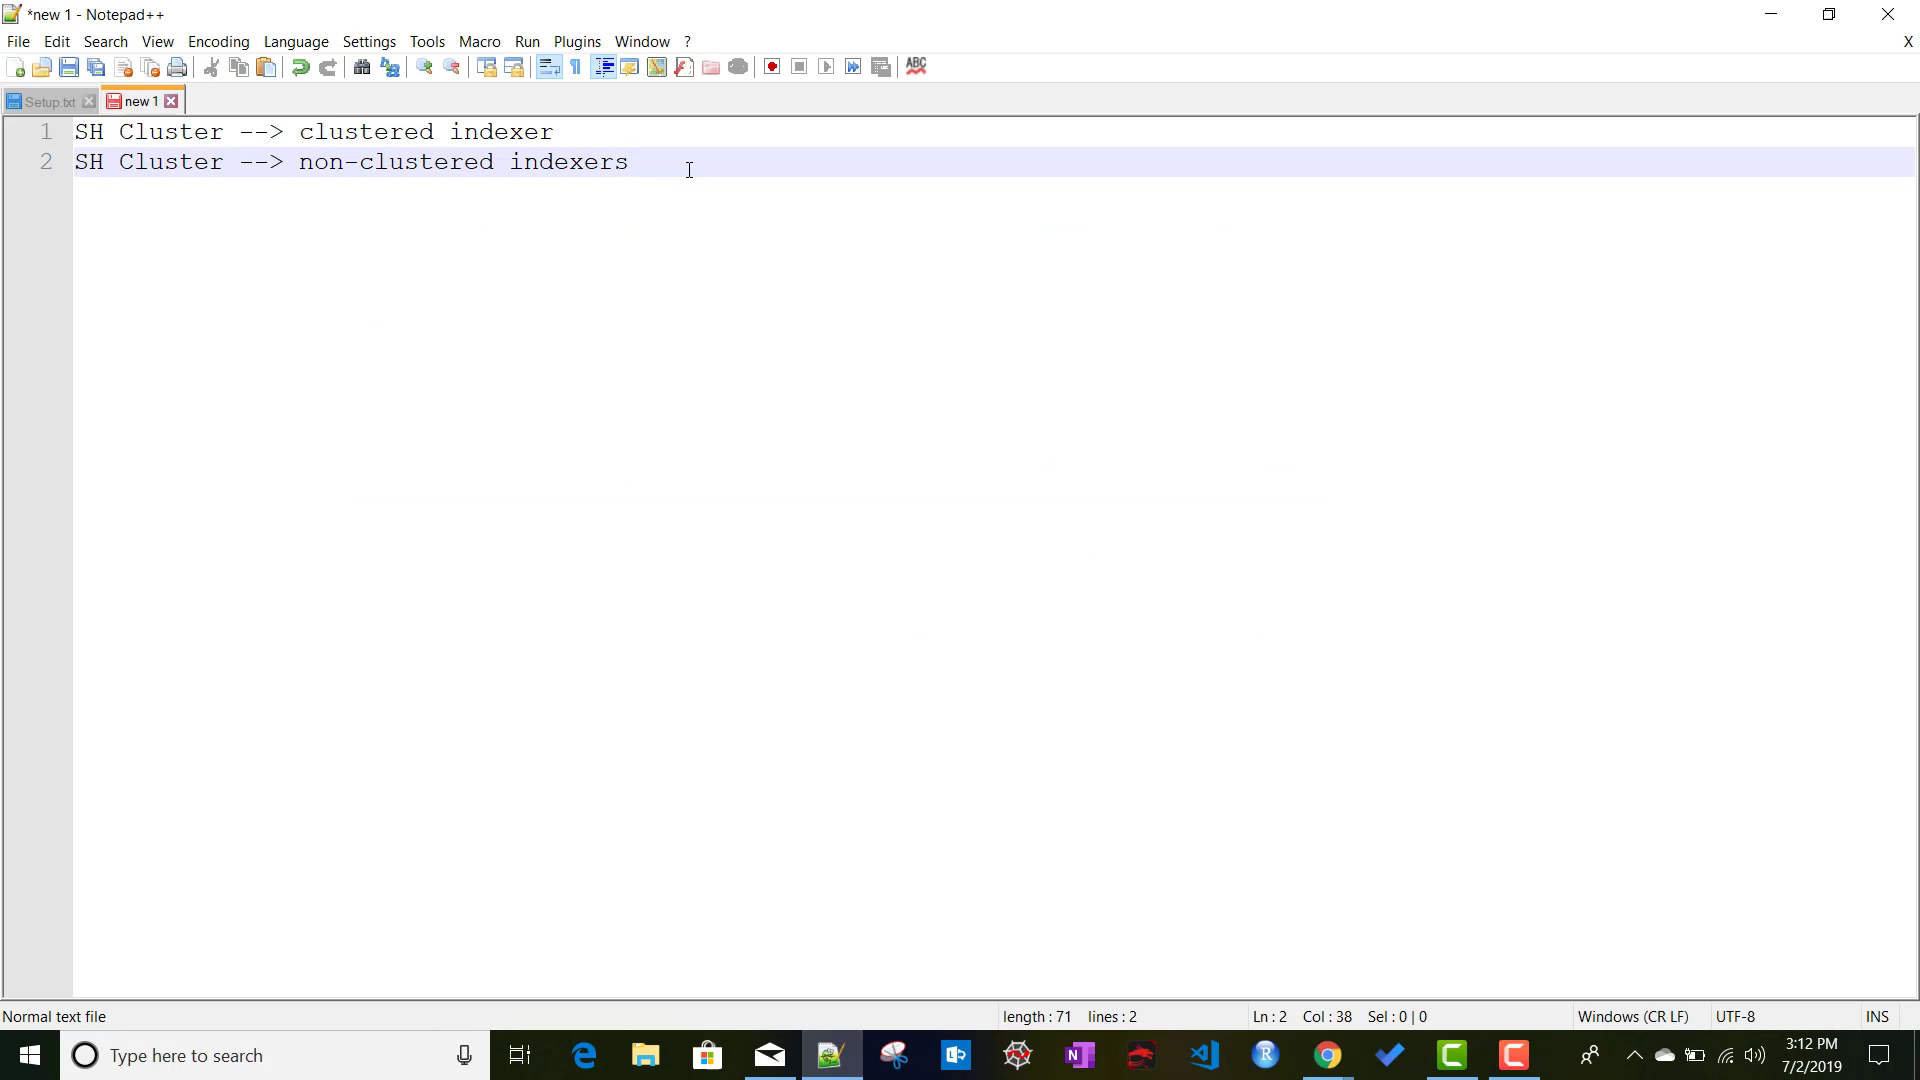 *new 1 - Notepad++
File Edit Search View Encoding Language Settings Tools Macro Run Plugins Window ? X
ABC
Setup.txt new 1
1 SH Cluster --> clustered indexer
2 SH Cluster --> non-clustered indexers
Normal text file length : 71 lines : 2 Ln : 2 Col : 38 Sel : 0 | 0 Windows (CR LF) UTF-8 INS
Type here to search
3:12 PM
7/2/2019